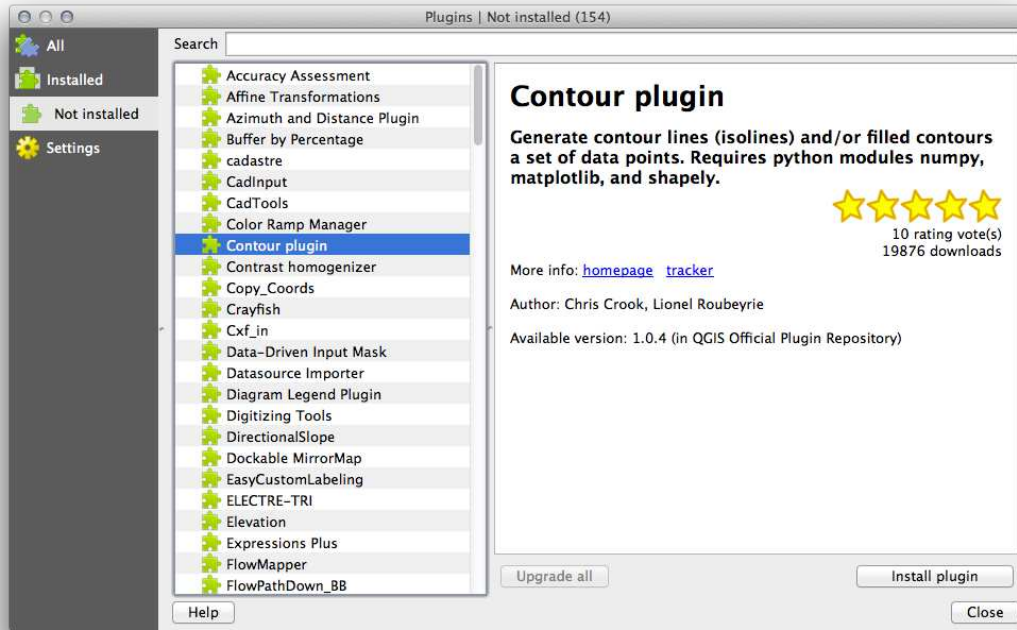 Plugins | Not installed (154)
All
Installed
Not installed
Settings
Search
Accuracy Assessment
Affine Transformations
Azimuth and Distance Plugin
Buffer by Percentage
cadastre
CadInput
CadTools
Color Ramp Manager
Contour plugin
Contrast homogenizer
Copy_Coords
Crayfish
Cxf_in
Data-Driven Input Mask
Datasource Importer
Diagram Legend Plugin
Digitizing Tools
DirectionalSlope
Dockable MirrorMap
EasyCustomLabeling
ELECTRE-TRI
Elevation
Expressions Plus
FlowMapper
FlowPathDown_BB
Contour plugin
Generate contour lines (isolines) and/or filled contours
a set of data points. Requires python modules numpy,
matplotlib, and shapely.
10 rating vote(s)
19876 downloads
More info: homepage tracker
Author: Chris Crook, Lionel Roubeyrie
Available version: 1.0.4 (in QGIS Official Plugin Repository)
Upgrade all
Install plugin
Help
Close